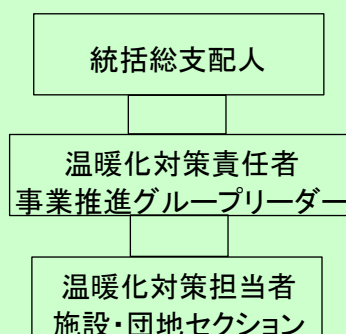 統括総支配人
温暖化対策責任者
事業推進グループリーダー
温暖化対策担当者
施設・団地セクション